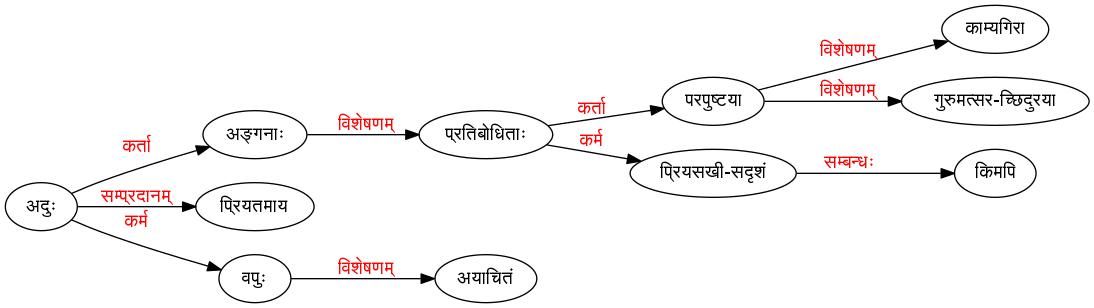 काम्यगिरा
विशेषणम्
विशेषणम्
परपुष्टया
गुरुमत्सर-च्छिदुरया
कर्ता
अङ्गनाः
विशेषणम्
प्रतिबोधिताः
कर्म
कर्ता
प्रियसखी-सदृशं
सम्बन्धः
किमपि
अदुः
सम्प्रदानम्
प्रियतमाय
कर्म
वपुः
विशेषणम्
अयाचितं